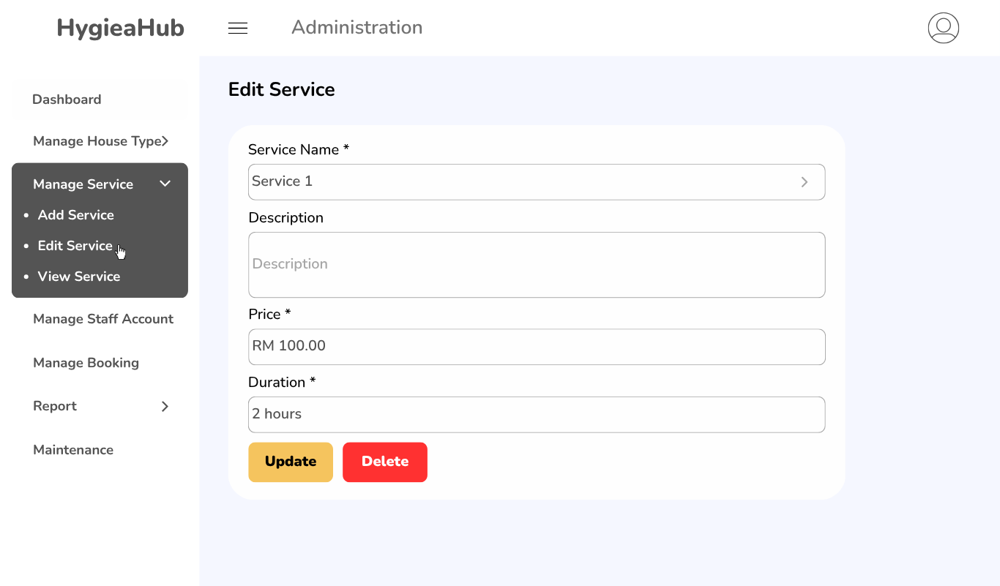 HygieaHub
Administration
Dashboard
Manage House Type
Manage Service
Add Service
Edit Service
View Service
Manage Staff Account
Manage Booking
Report
Maintenance
Edit Service
Service Name *
Service 1
Description
Description
Price *
RM 100.00
Duration *
2 hours
Update
Delete